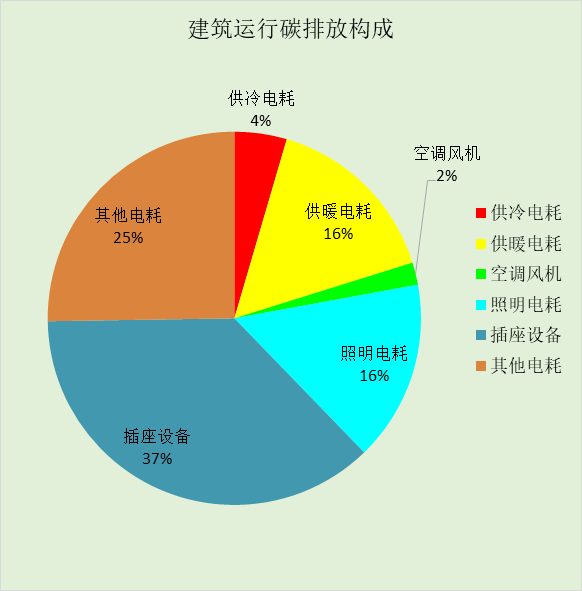 建筑运行碳排放构成
供冷电耗
4%
空调风机
2%
供暖电耗
16%
其他电耗
25%
照明电耗
16%
插座设备
37%
供冷电耗
供暖电耗
空调风机
照明电耗
插座设备
其他电耗